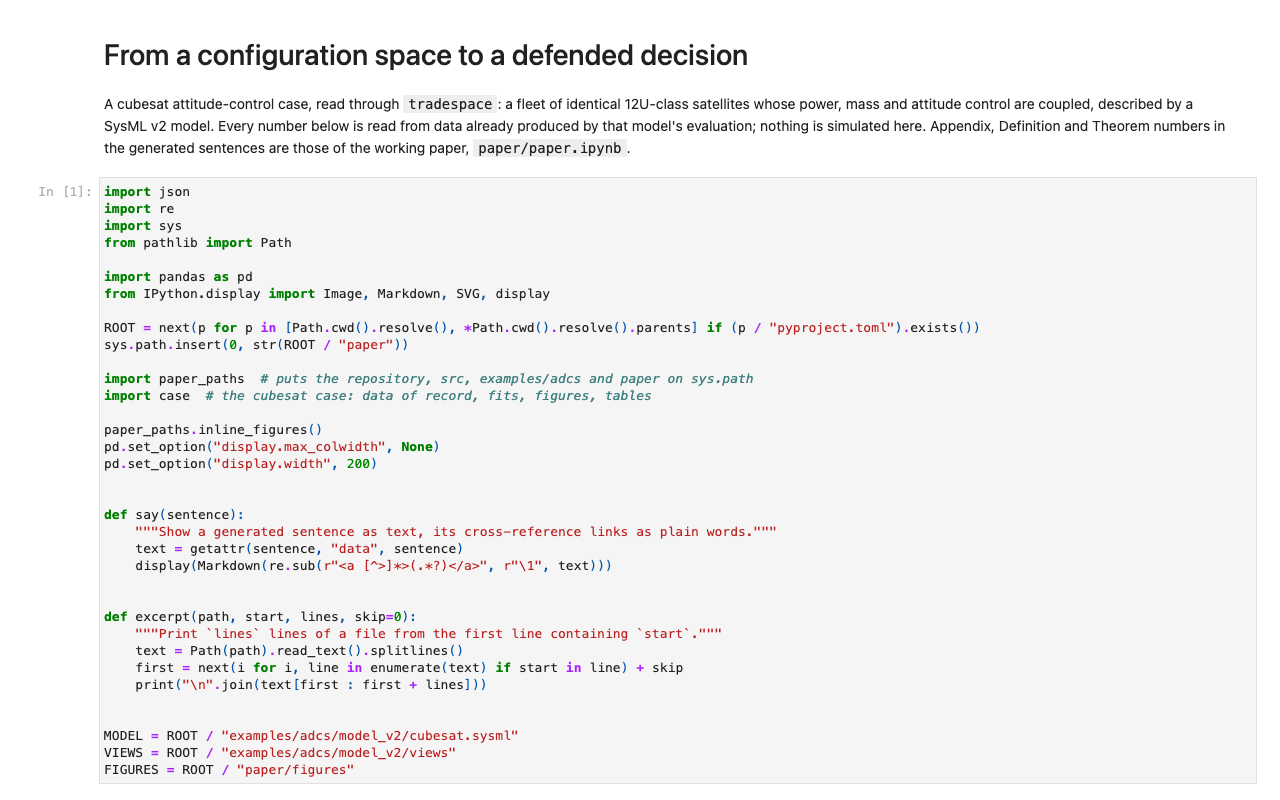 From a configuration space to a defended decision
A cubesat attitude-control case, read through tradespace : a fleet of identical 12U-class satellites whose power, mass and attitude control are coupled, described by a
SysML v2 model. Every number below is read from data already produced by that model's evaluation; nothing is simulated here. Appendix, Definition and Theorem numbers in
the generated sentences are those of the working paper, paper/paper.ipynb .
In [1]:
import json
import re
import sys
from pathlib import Path

import pandas as pd
from IPython.display import Image, Markdown, SVG, display

ROOT = next(p for p in [Path.cwd().resolve(), *Path.cwd().resolve().parents] if (p / "pyproject.toml").exists())
sys.path.insert(0, str(ROOT / "paper"))

import paper_paths  # puts the repository, src, examples/adcs and paper on sys.path
import case  # the cubesat case: data of record, fits, figures, tables

paper_paths.inline_figures()
pd.set_option("display.max_colwidth", None)
pd.set_option("display.width", 200)


def say(sentence):
    """Show a generated sentence as text, its cross-reference links as plain words."""
    text = getattr(sentence, "data", sentence)
    display(Markdown(re.sub(r"<a [^>]*>(.*?)</a>", r"\1", text)))


def excerpt(path, start, lines, skip=0):
    """Print `lines` lines of a file from the first line containing `start`."""
    text = Path(path).read_text().splitlines()
    first = next(i for i, line in enumerate(text) if start in line) + skip
    print("\n".join(text[first : first + lines]))


MODEL = ROOT / "examples/adcs/model_v2/cubesat.sysml"
VIEWS = ROOT / "examples/adcs/model_v2/views"
FIGURES = ROOT / "paper/figures"